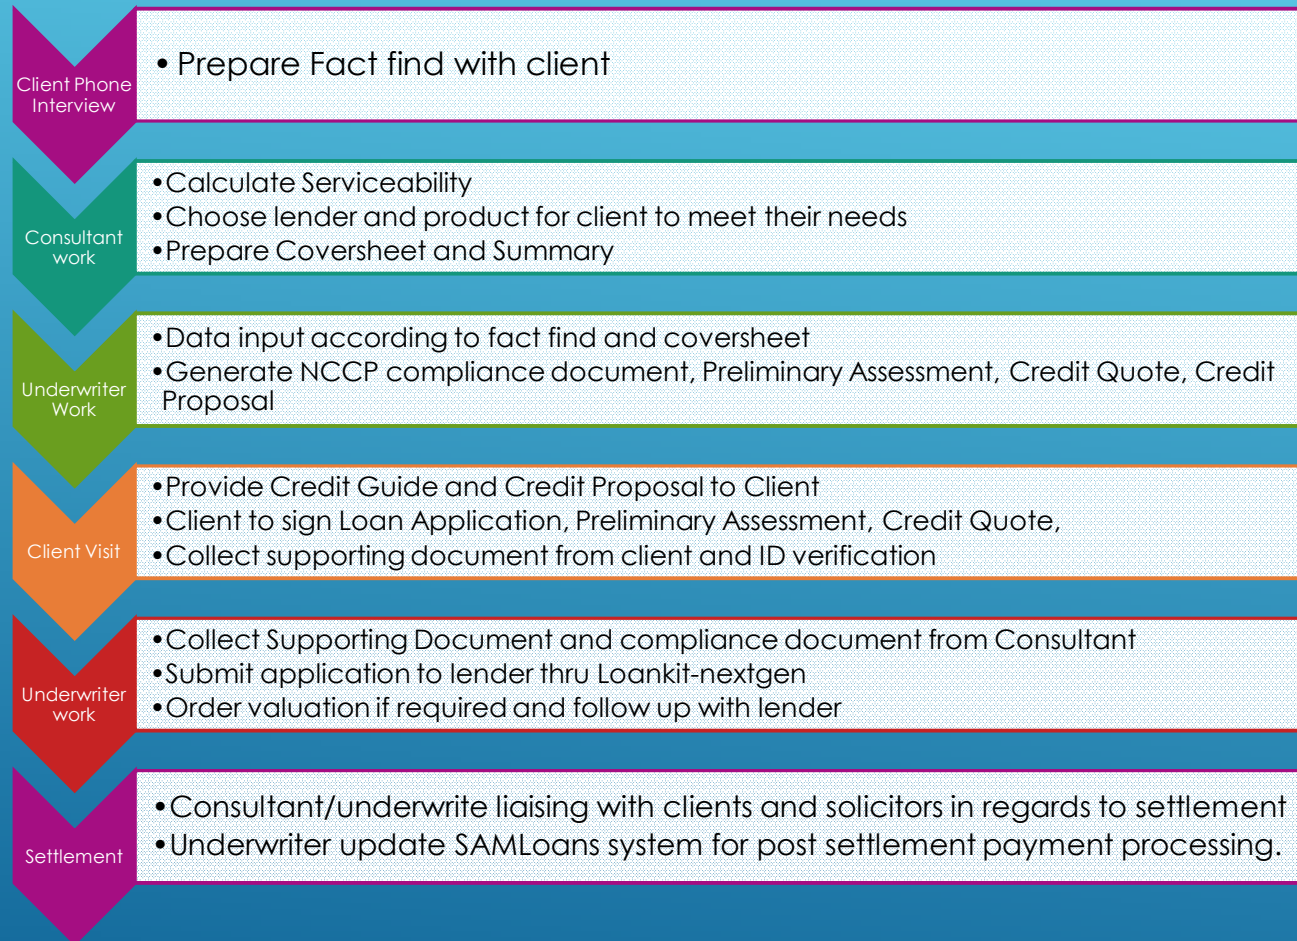 Client Phone
Interview
• Prepare Fact find with client
Consultant
work
•Calculate Serviceability
•Choose lender and product for client to meet their needs
•Prepare Coversheet and Summary
Underwriter
Work
•Data input according to fact find and coversheet
•Generate NCCP compliance document, Preliminary Assessment, Credit Quote, Credit
Proposal
Client Visit
•Provide Credit Guide and Credit Proposal to Client
•Client to sign Loan Application, Preliminary Assessment, Credit Quote,
•Collect supporting document from client and ID verification
Underwriter
work
•Collect Supporting Document and compliance document from Consultant
•Submit application to lender thru Loankit-nextgen
•Order valuation if required and follow up with lender
Settlement
•Consultant/underwrite liaising with clients and solicitors in regards to settlement
•Underwriter update SAMLoans system for post settlement payment processing.